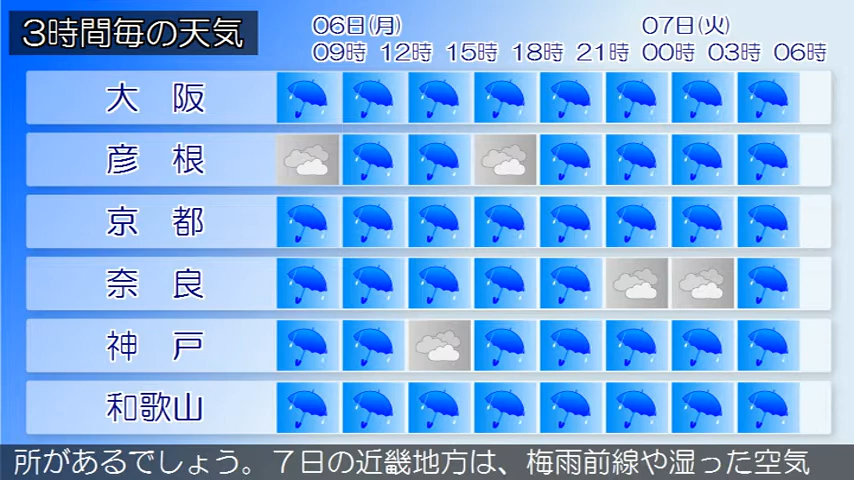 3時間毎の天気
06日(月) 07日(火)
09時 12時 15時 18時 21時 00時 03時 06時
大阪
彦根
京都
奈良
神戸
和歌山
所があるでしょう。７日の近畿地方は、梅雨前線や湿った空気